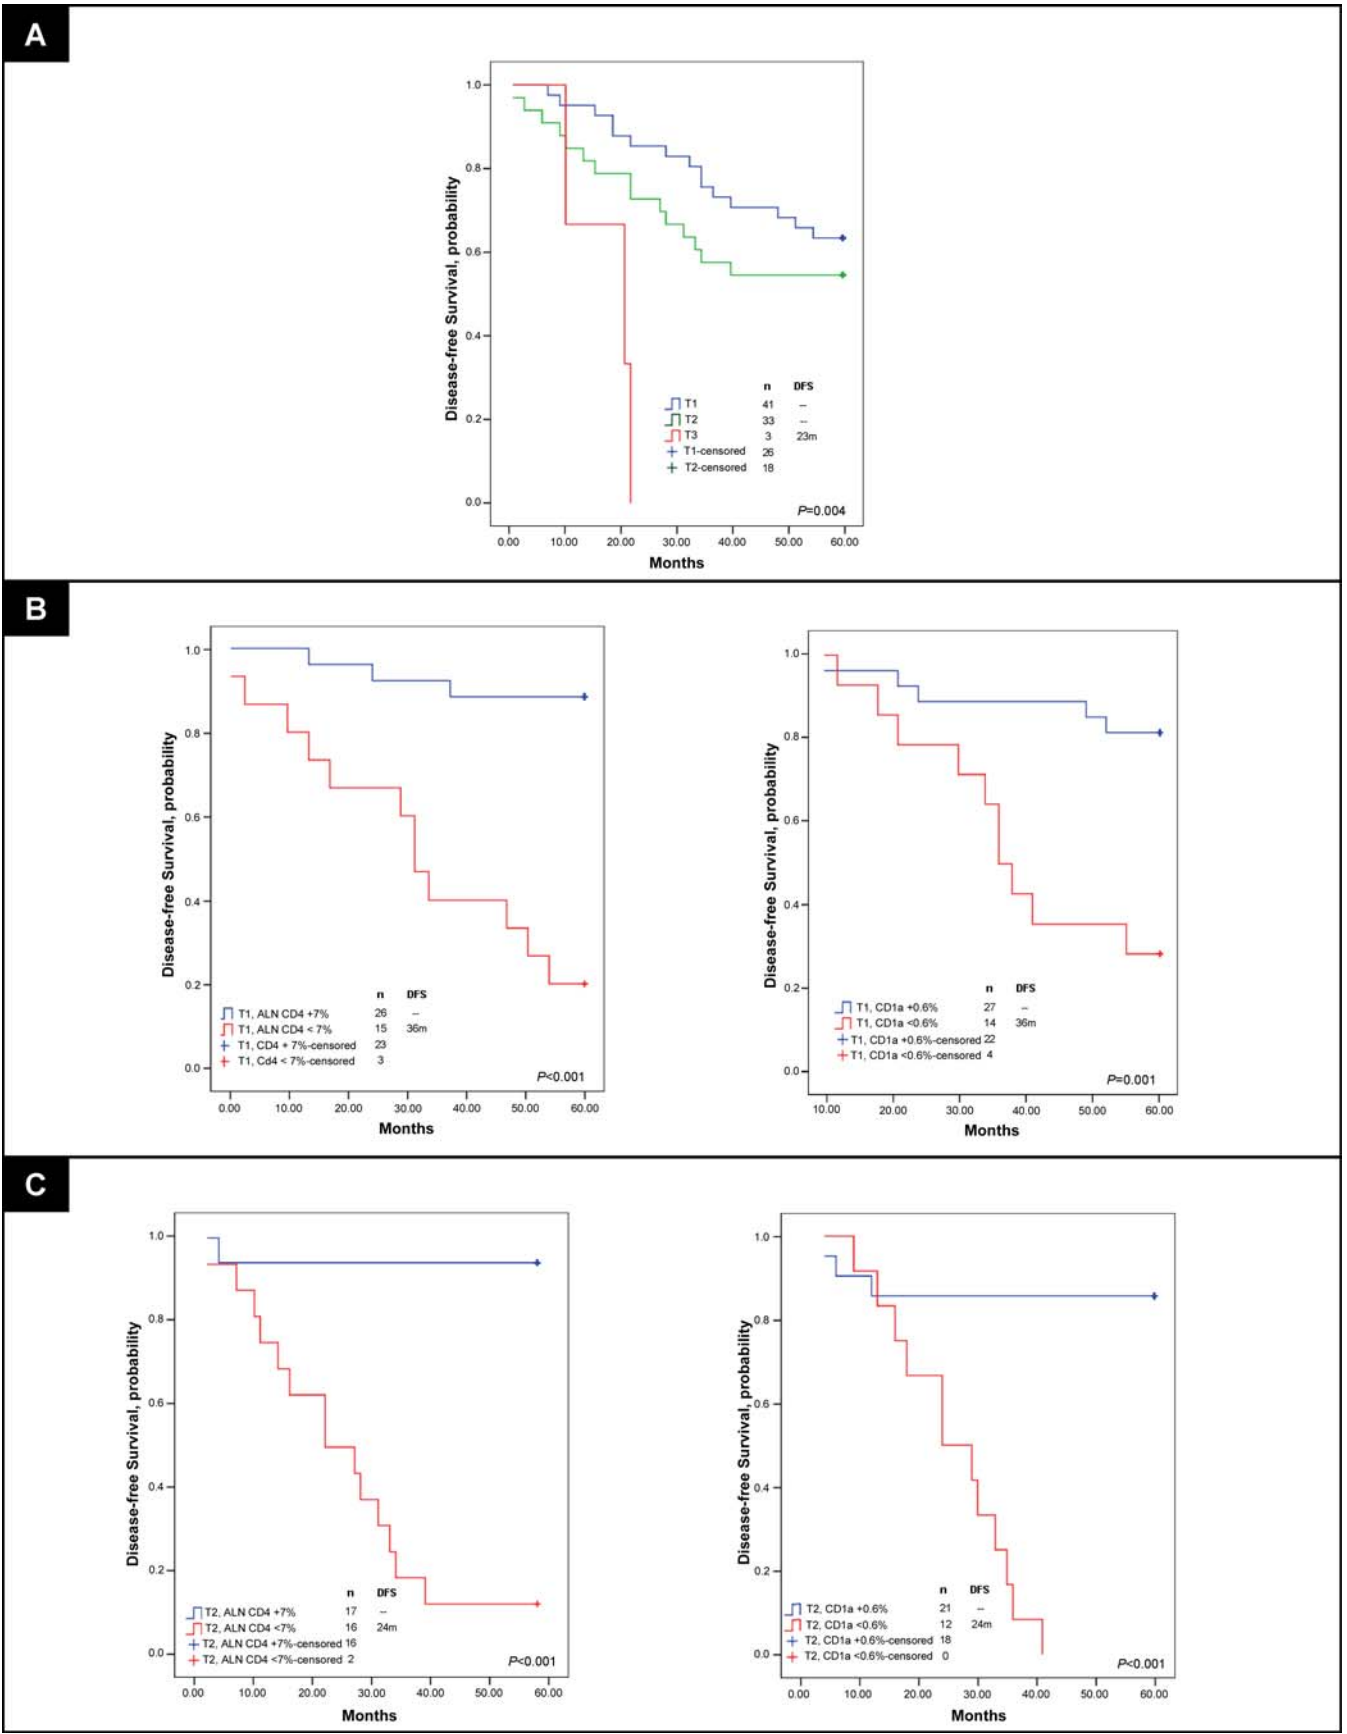 A
1.0
0.8
0.6
0.4
0.2
0.0
Disease-free Survival, probability
n DFS
T1 41 --
T2 33 --
T3 3 23m
T1-censored 26
T2-censored 18
P=0.004
0.00 10.00 20.00 30.00 40.00 50.00 60.00
Months
B
1.0
0.8
0.6
0.4
0.2
0.0
Disease-free Survival, probability
n DFS
T1, ALN CD4 +7% 26 --
T1, ALN CD4 < 7% 15 36m
T1, CD4 + 7%-censored 23
T1, Cd4 < 7%-censored 3
P<0.001
0.00 10.00 20.00 30.00 40.00 50.00 60.00
Months
1.0
0.8
0.6
0.4
0.2
0.0
Disease-free Survival, probability
n DFS
T1, CD1a +0.6% 27 --
T1, CD1a <0.6% 14 36m
T1, CD1a +0.6%-censored 22
T1, CD1a <0.6%-censored 4
P=0.001
10.00 20.00 30.00 40.00 50.00 60.00
Months
C
1.0
0.8
0.6
0.4
0.2
0.0
Disease-free Survival, probability
n DFS
T2, ALN CD4 +7% 17 --
T2, ALN CD4 <7% 16 24m
T2, ALN CD4 +7%-censored 16
T2, ALN CD4 <7%-censored 2
P<0.001
0.00 10.00 20.00 30.00 40.00 50.00 60.00
Months
1.0
0.8
0.6
0.4
0.2
0.0
Disease-free Survival, probability
n DFS
T2, CD1a +0.6% 21 --
T2, CD1a <0.6% 12 24m
T2, CD1a +0.6%-censored 18
T2, CD1a <0.6%-censored 0
P<0.001
0.00 10.00 20.00 30.00 40.00 50.00 60.00
Months